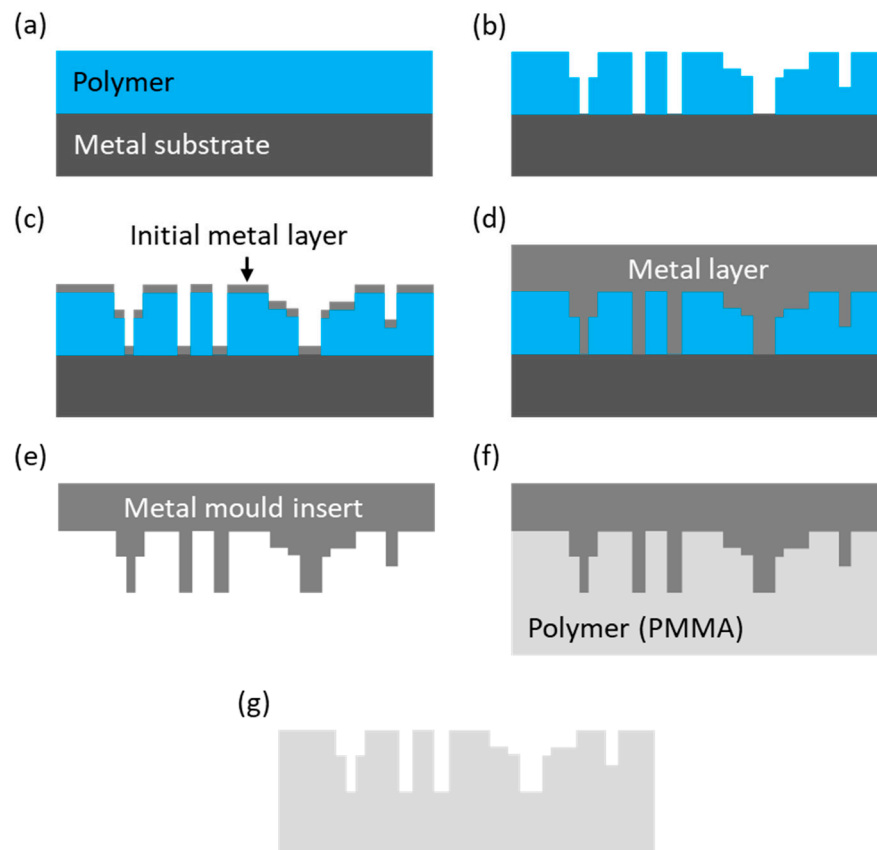 (a)
Polymer
Metal substrate
(b)
(c)
Initial metal layer
(d)
Metal layer
(e)
Metal mould insert
(f)
Polymer (PMMA)
(g)